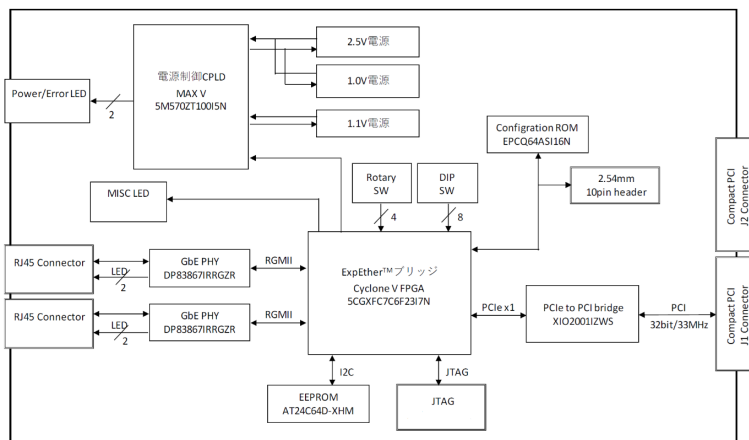 電源制御CPLD
MAX V
5M570ZT100I5N
2.5V電源
1.0V電源
1.1V電源
Power/Error LED
2
Configration ROM
EPCQ64ASI16N
2.54mm
10pin header
Compact PCI
J2 Connector
MISC LED
Rotary
SW
DIP
SW
4
8
RJ45 Connector
LED
2
GbE PHY
DP83867IRRGZR
RGMII
ExpEther™ブリッジ
Cyclone V FPGA
5CGXFC7C6F23I7N
RJ45 Connector
LED
2
GbE PHY
DP83867IRRGZR
RGMII
PCIe x1
PCIe to PCI bridge
XIO2001IZWS
PCI
32bit/33MHz
Compact PCI
J1 Connector
I2C
JTAG
EEPROM
AT24C64D-XHM
JTAG